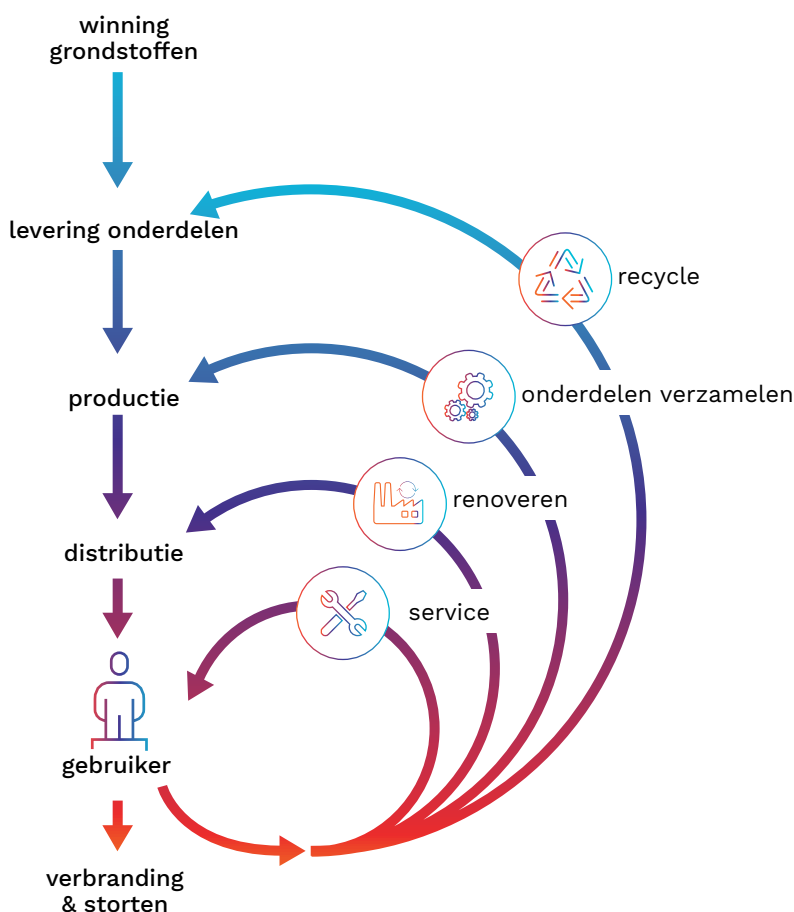 winning
grondstoffen
levering onderdelen
recycle
productie
onderdelen verzamelen
renoveren
distributie
service
gebruiker
verbranding
& storten